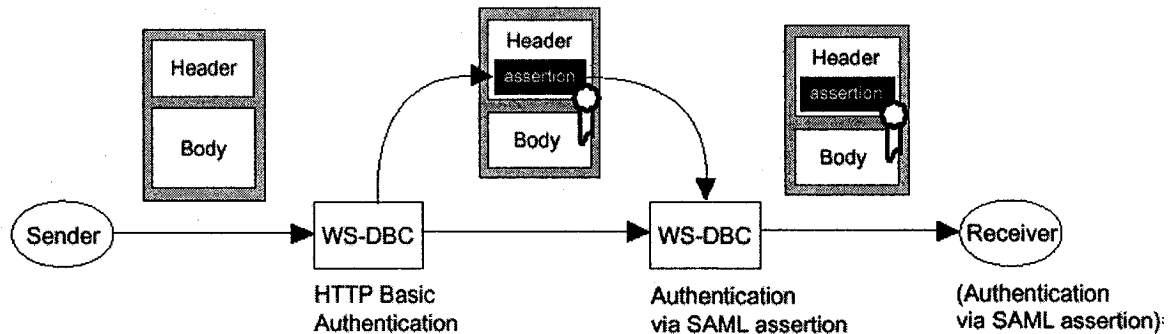 Header
Body
Header
assertion
Body
Header
assertion
Body
Sender
WS-DBC
WS-DBC
Receiver
HTTP Basic
Authentication
Authentication
via SAML assertion
(Authentication
via SAML assertion)